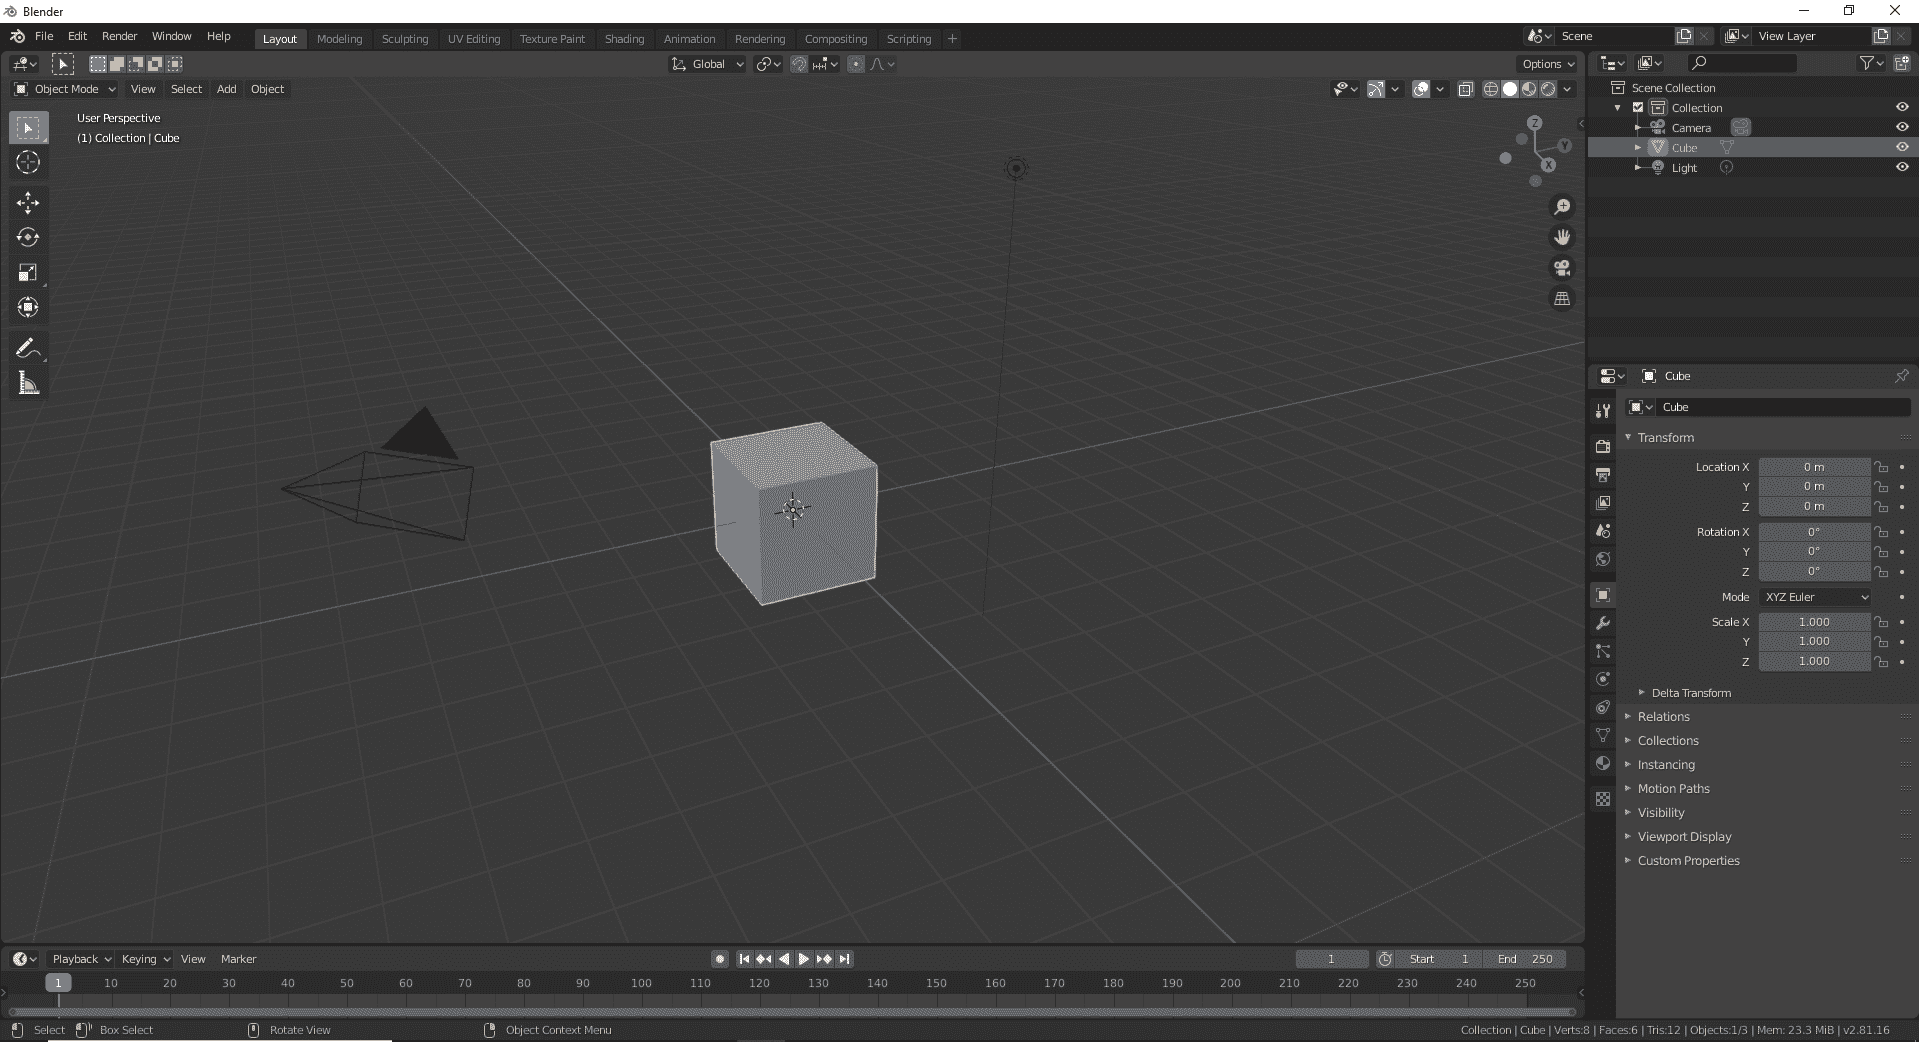 Blender
File Edit Render Window Help Layout Modeling Sculpting UV Editing Texture Paint Shading Animation Rendering Compositing Scripting + Scene View Layer
Global Options
Object Mode View Select Add Object
User Perspective
(1) Collection | Cube
Z
Y
X
Scene Collection
Collection
Camera
Cube
Light
Cube
Cube
Transform
Location X 0 m
Y 0 m
Z 0 m
Rotation X 0°
Y 0°
Z 0°
Mode XYZ Euler
Scale X 1.000
Y 1.000
Z 1.000
Delta Transform
Relations
Collections
Instancing
Motion Paths
Visibility
Viewport Display
Custom Properties
Playback Keying View Marker 1 Start 1 End 250
1 10 20 30 40 50 60 70 80 90 100 110 120 130 140 150 160 170 180 190 200 210 220 230 240 250
Select Box Select Rotate View Object Context Menu Collection | Cube | Verts:8 | Faces:6 | Tris:12 | Objects:1/3 | Mem: 23.3 MiB | v2.81.16